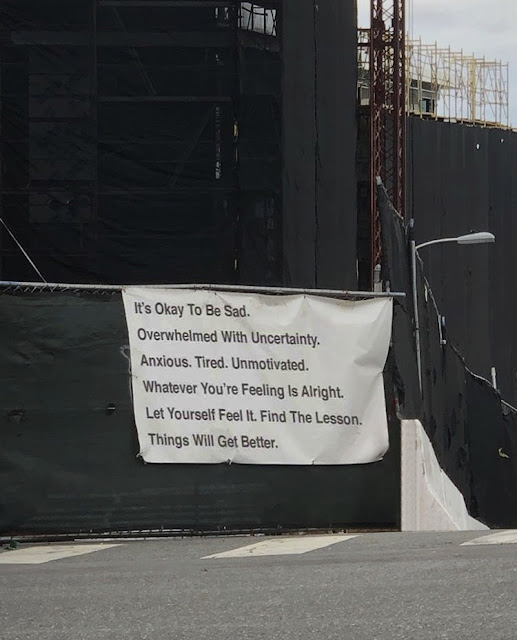 It's Okay To Be Sad.
Overwhelmed With Uncertainty.
Anxious. Tired. Unmotivated.
Whatever You're Feeling Is Alright.
Let Yourself Feel It. Find The Lesson.
Things Will Get Better.